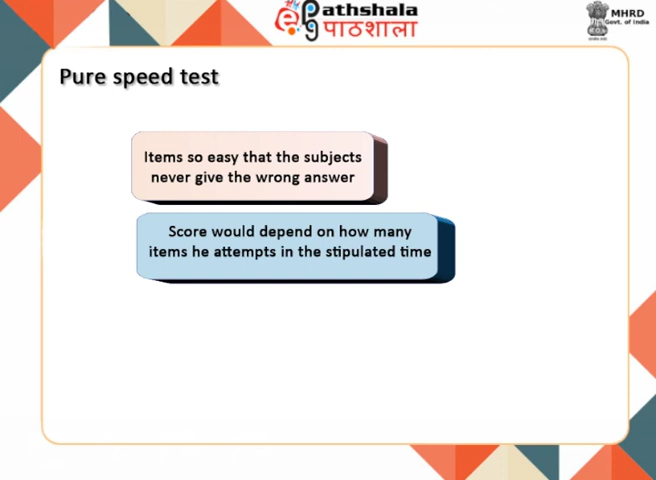 Pathshala
पाठशाला
MHRD
Govt. of India
Pure speed test
Items so easy that the subjects
never give the wrong answer
Score would depend on how many
items he attempts in the stipulated time